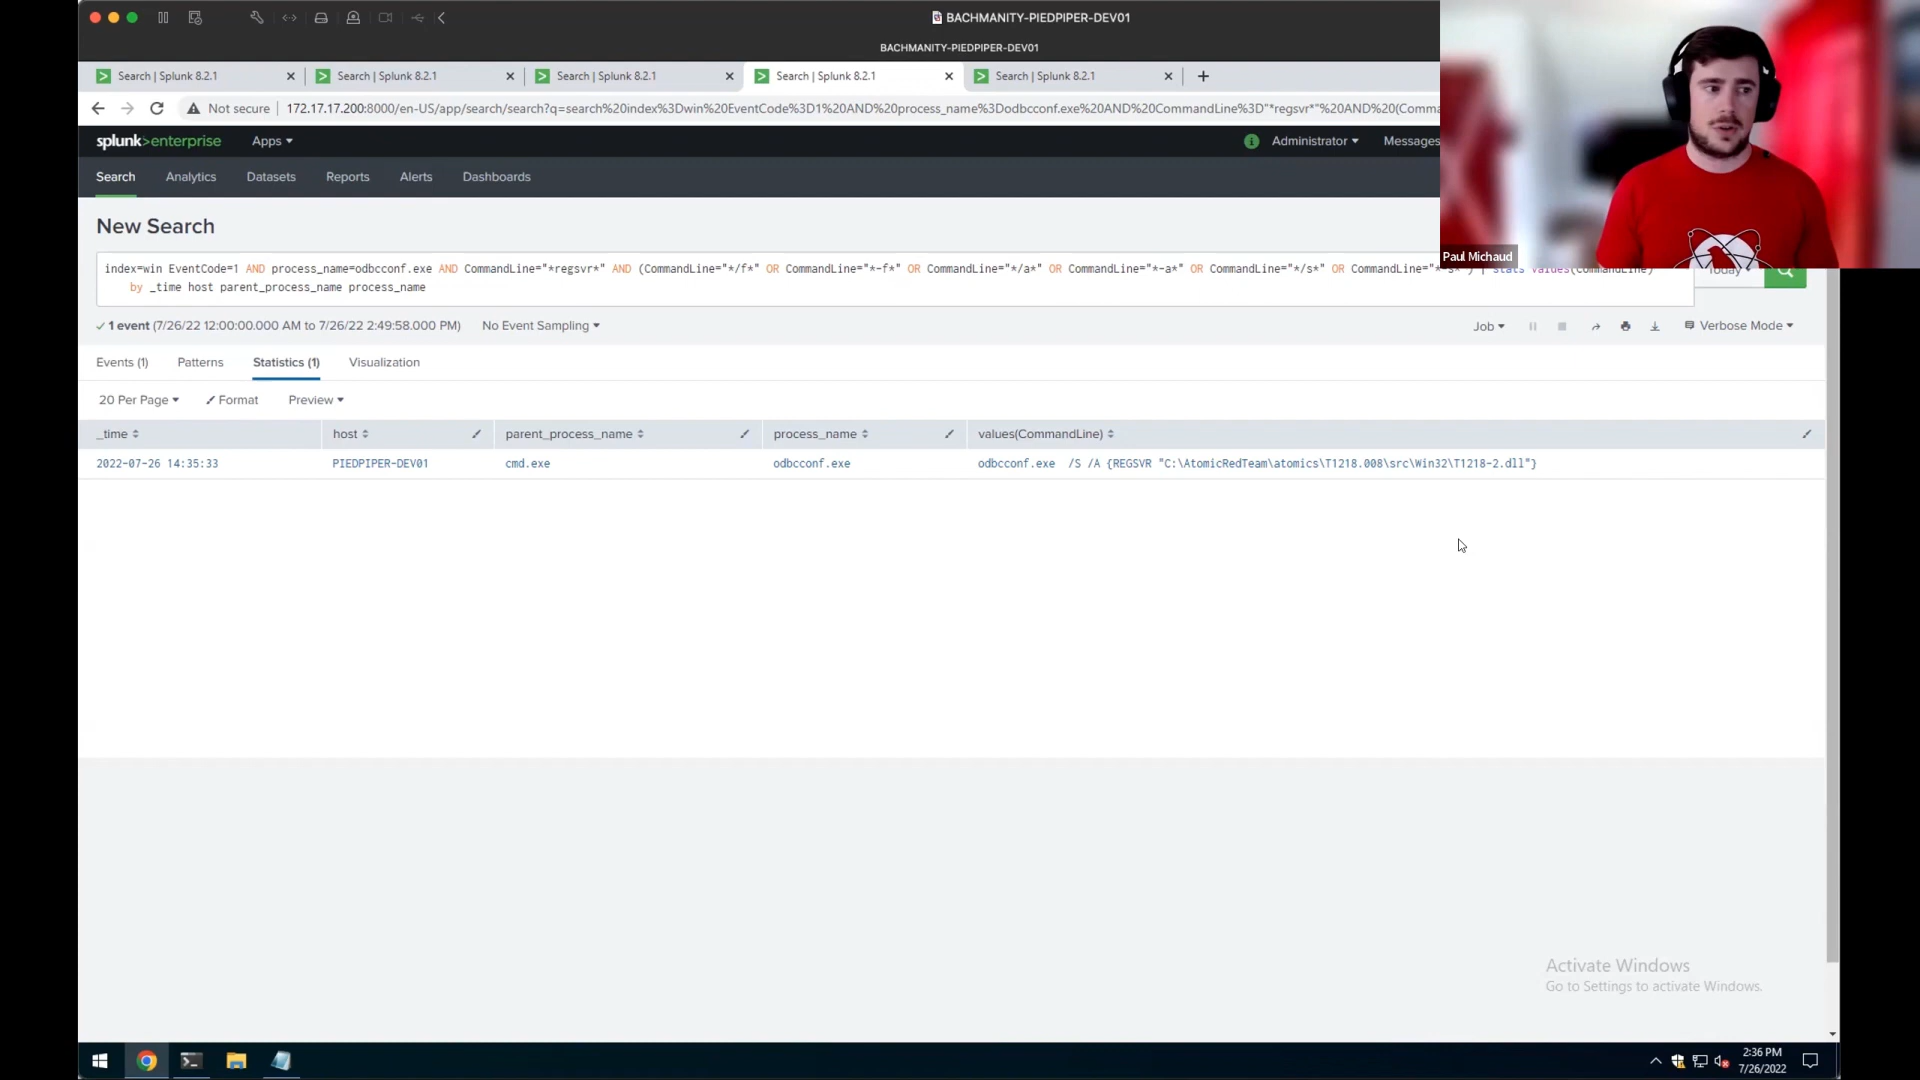 BACHMANITY-PIEDPIPER-DEV01
BACHMANITY-PIEDPIPER-DEV01
Search | Splunk 8.2.1
Search | Splunk 8.2.1
Search | Splunk 8.2.1
Search | Splunk 8.2.1
Search | Splunk 8.2.1
Not secure
172.17.17.200:8000/en-US/app/search/search?q=search%20index%3Dwin%20EventCode%3D1%20AND%20process_name%3Dodbcconf.exe%20AND%20CommandLine%3D"*regsvr*"%20AND%20(Comma
splunk>enterprise Apps Administrator Messages
Search Analytics Datasets Reports Alerts Dashboards
Paul Michaud
New Search
index=win EventCode=1 AND process_name=odbcconf.exe AND CommandLine="*regsvr*" AND (CommandLine="*/f*" OR CommandLine="*-f*" OR CommandLine="*/a*" OR CommandLine="*-a*" OR CommandLine="*/s*" OR CommandLine="*-s*") | stats values(CommandLine)
by _time host parent_process_name process_name
Today
1 event (7/26/22 12:00:00.000 AM to 7/26/22 2:49:58.000 PM) No Event Sampling Job Verbose Mode
Events (1) Patterns Statistics (1) Visualization
20 Per Page Format Preview
_time host parent_process_name process_name values(CommandLine)
2022-07-26 14:35:33 PIEDPIPER-DEV01 cmd.exe odbcconf.exe odbcconf.exe /S /A {REGSVR "C:\AtomicRedTeam\atomics\T1218.008\src\Win32\T1218-2.dll"}
Activate Windows
Go to Settings to activate Windows.
2:36 PM
7/26/2022